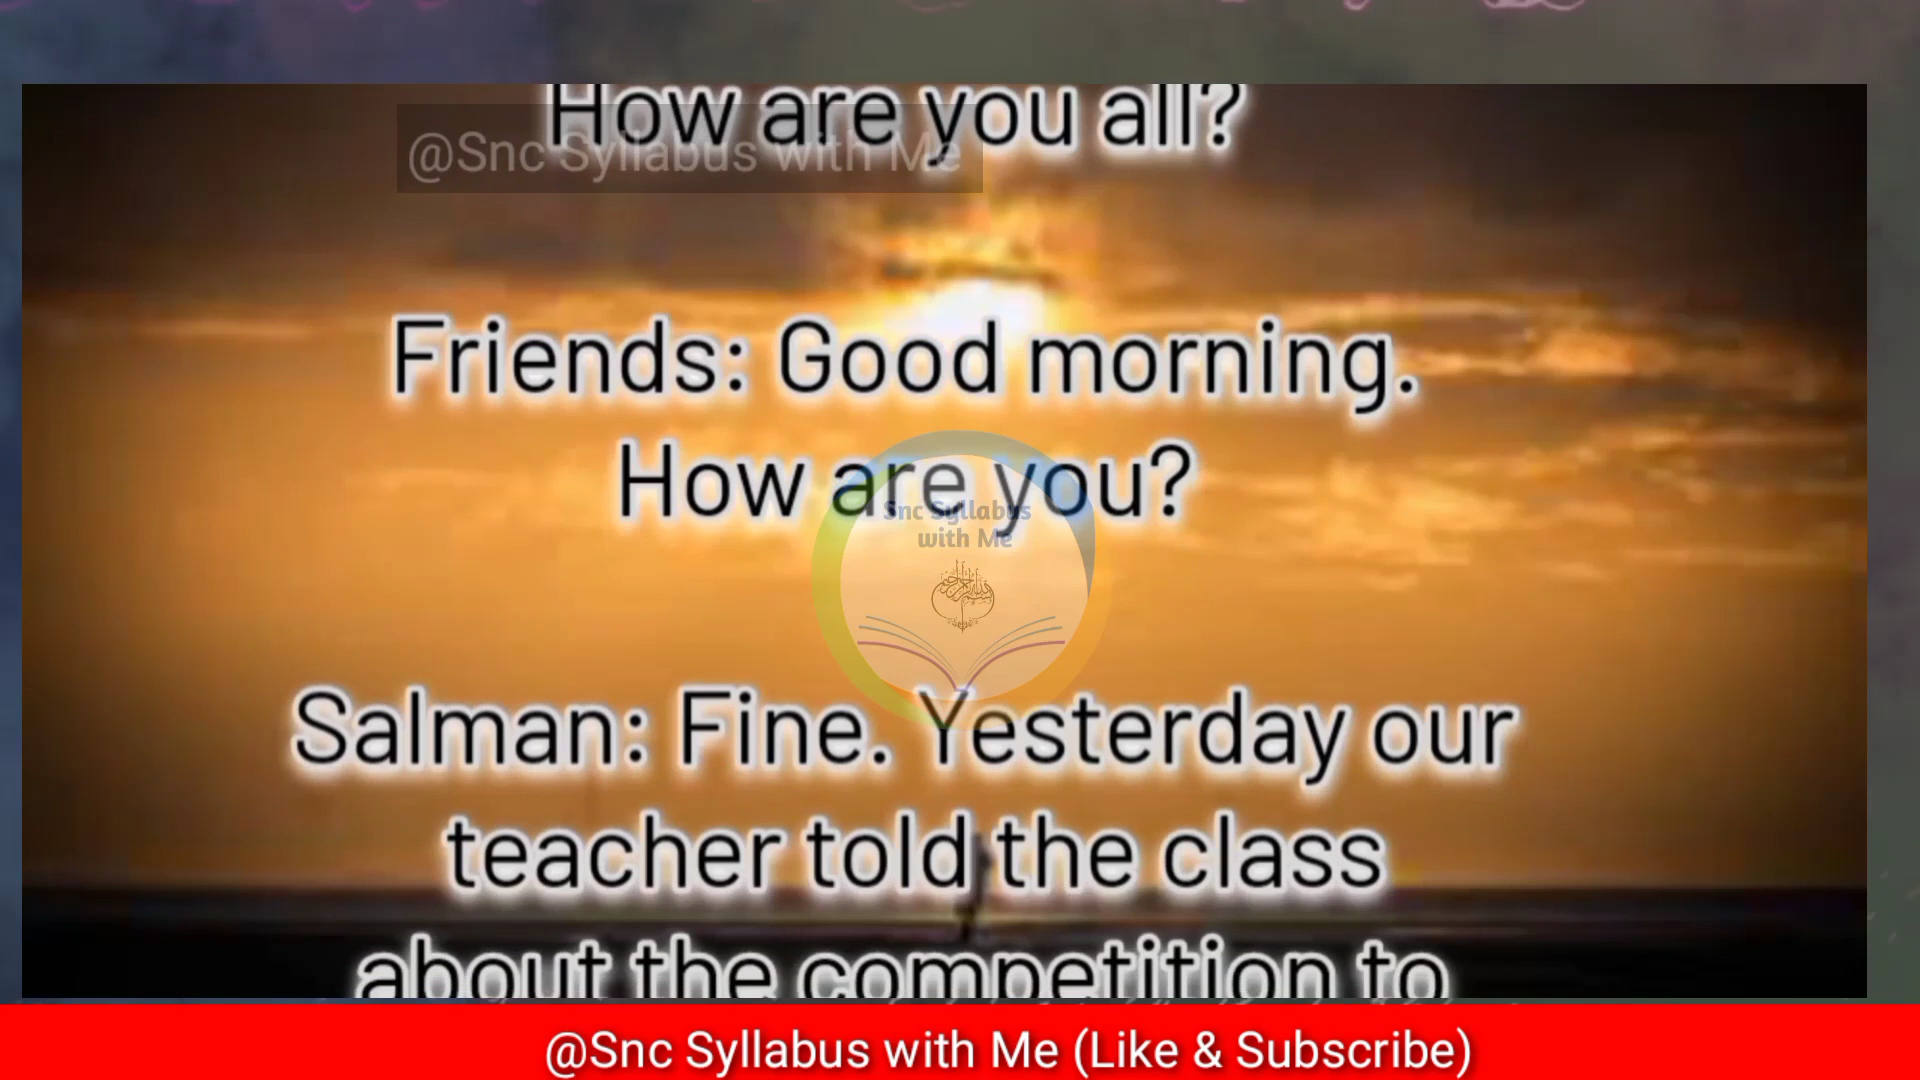 How are you all?
@Snc Syllabus with Me
Friends: Good morning.
How are you?
Snc Syllabus
with Me
Salman: Fine. Yesterday our
teacher told the class
about the competition to
@Snc Syllabus with Me (Like & Subscribe)